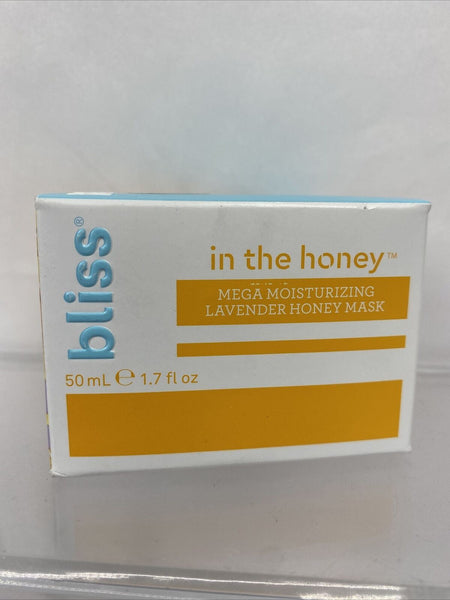 bliss®
in the honey™
MEGA MOISTURIZING
LAVENDER HONEY MASK
50 mL ℮ 1.7 fl oz